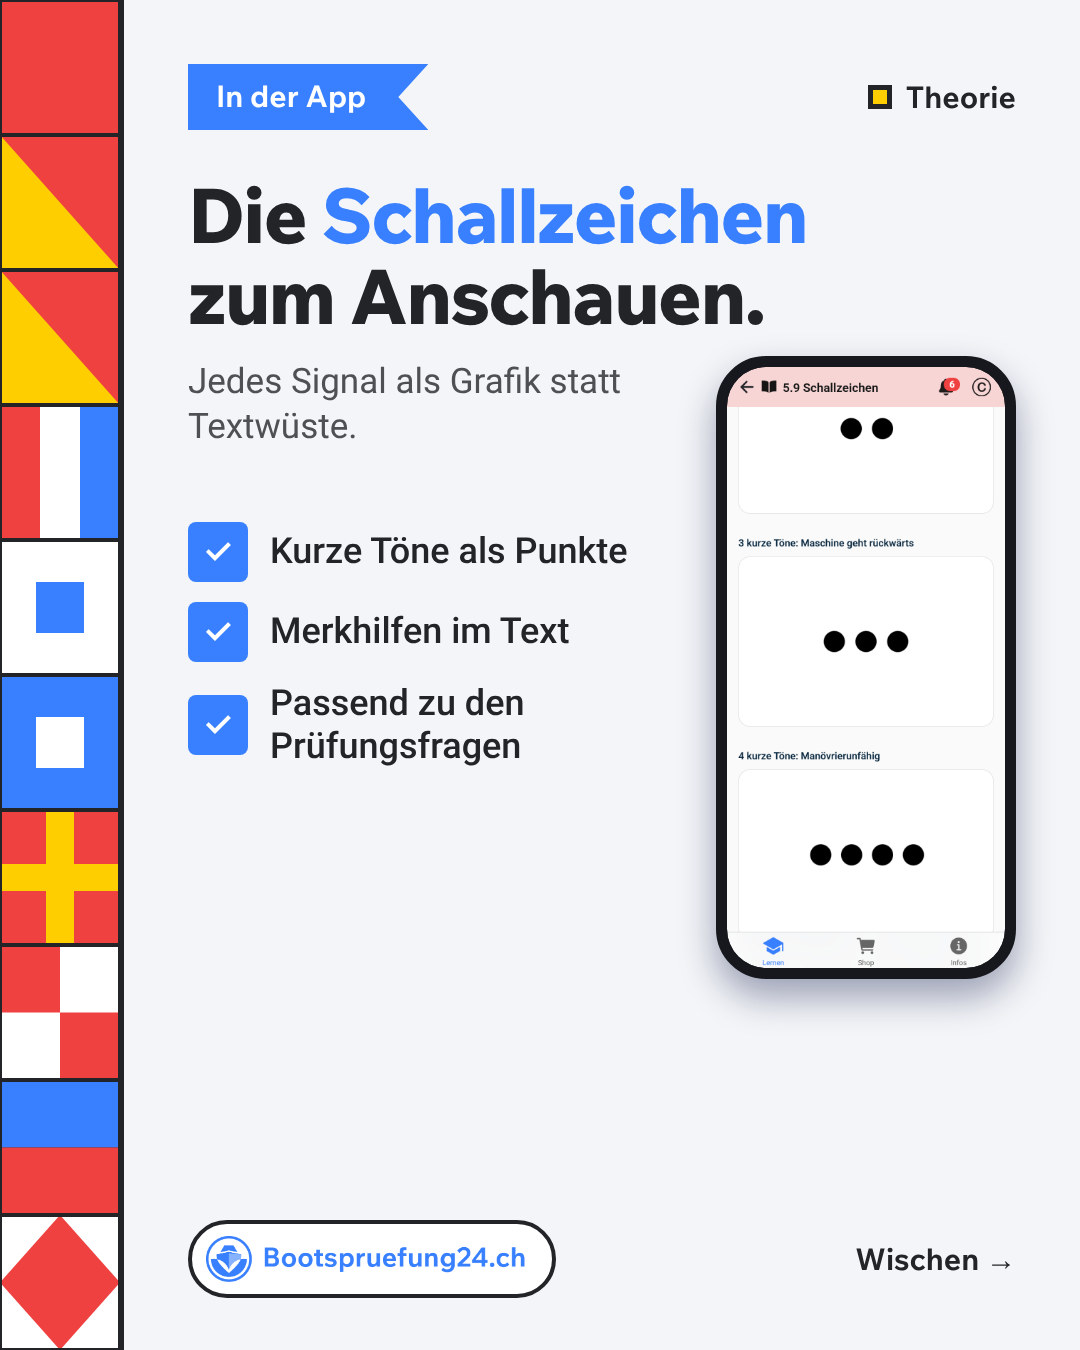 In der App
Theorie
Die Schallzeichen
zum Anschauen.
Jedes Signal als Grafik statt
Textwüste.
Kurze Töne als Punkte
Merkhilfen im Text
Passend zu den
Prüfungsfragen
5.9 Schallzeichen
6
C
3 kurze Töne: Maschine geht rückwärts
4 kurze Töne: Manövrierunfähig
Lernen
Shop
Infos
Bootspruefung24.ch
Wischen →